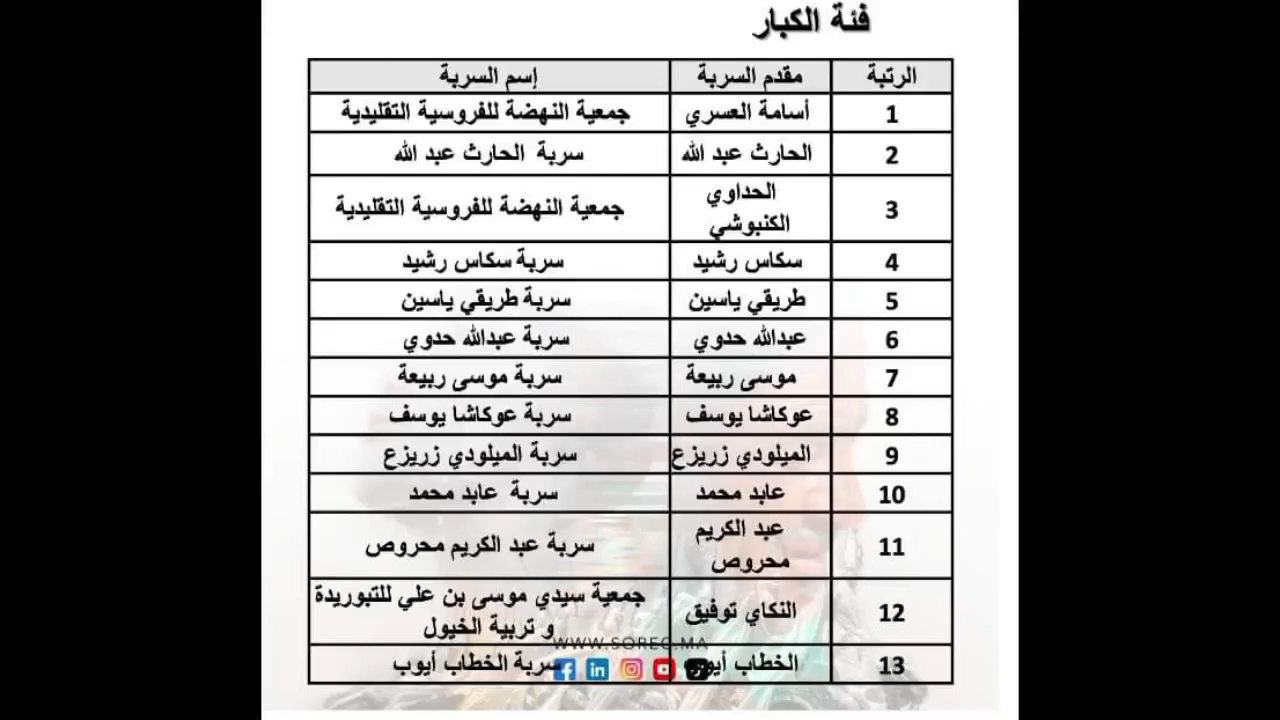 فئة الكبار
الرتبة مقدم السربة إسم السربة
1 أسامة العسري جمعية النهضة للفروسية التقليدية
2 الحارث عبد الله سربة الحارث عبد الله
3 الحداوي الكنبوشي جمعية النهضة للفروسية التقليدية
4 سكاس رشيد سربة سكاس رشيد
5 طريقي ياسين سربة طريقي ياسين
6 عبدالله حدوي سربة عبدالله حدوي
7 موسى ربيعة سربة موسى ربيعة
8 عوكاشا يوسف سربة عوكاشا يوسف
9 الميلودي زريزع سربة الميلودي زريزع
10 عابد محمد سربة عابد محمد
11 عبد الكريم محروص سربة عبد الكريم محروص
12 النكاي توفيق جمعية سيدي موسى بن علي للتبوريدة
و تربية الخيول
WWW.SOREC.MA
13 الخطاب أيوب سربة الخطاب أيوب